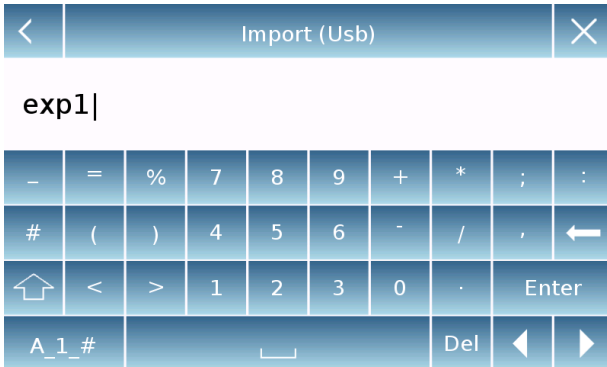 Import (Usb)
exp1
_ = % 7 8 9 + * ; :
# ( ) 4 5 6 - / ,
< > 1 2 3 0 . Enter
A_1_# Del